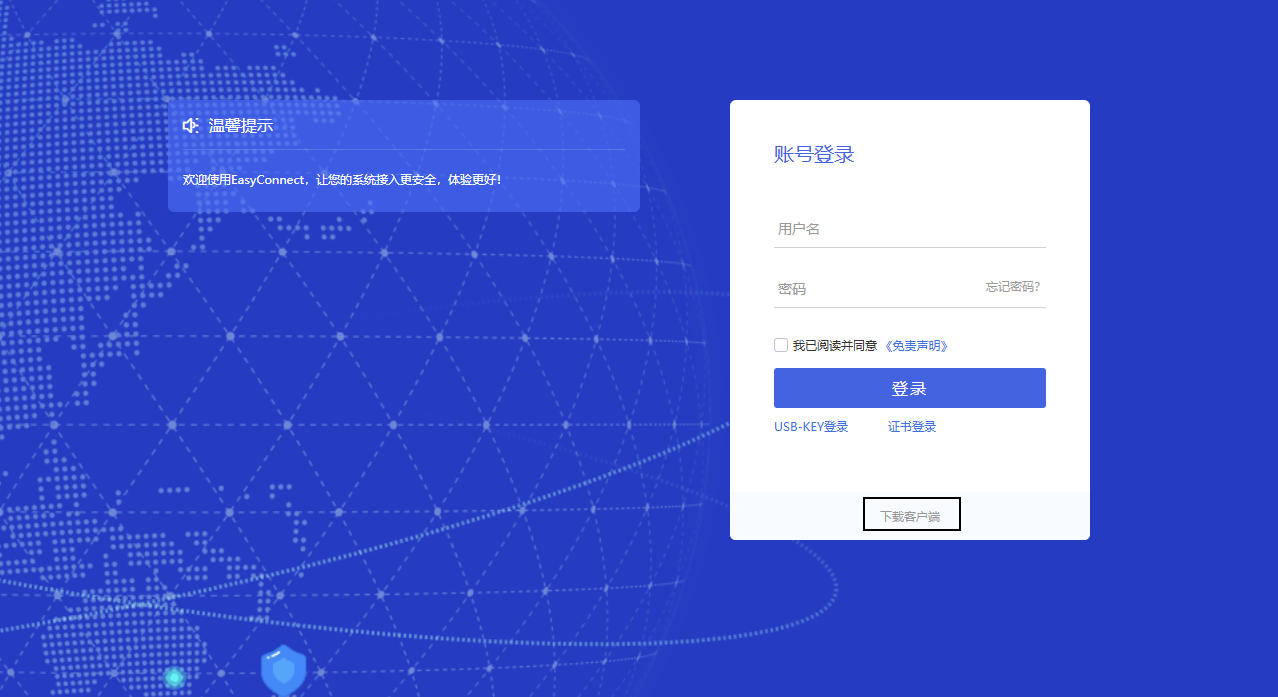 温馨提示
欢迎使用EasyConnect，让您的系统接入更安全，体验更好！
账号登录
用户名
密码
忘记密码?
我已阅读并同意 《免责声明》
登录
USB-KEY登录
证书登录
下载客户端